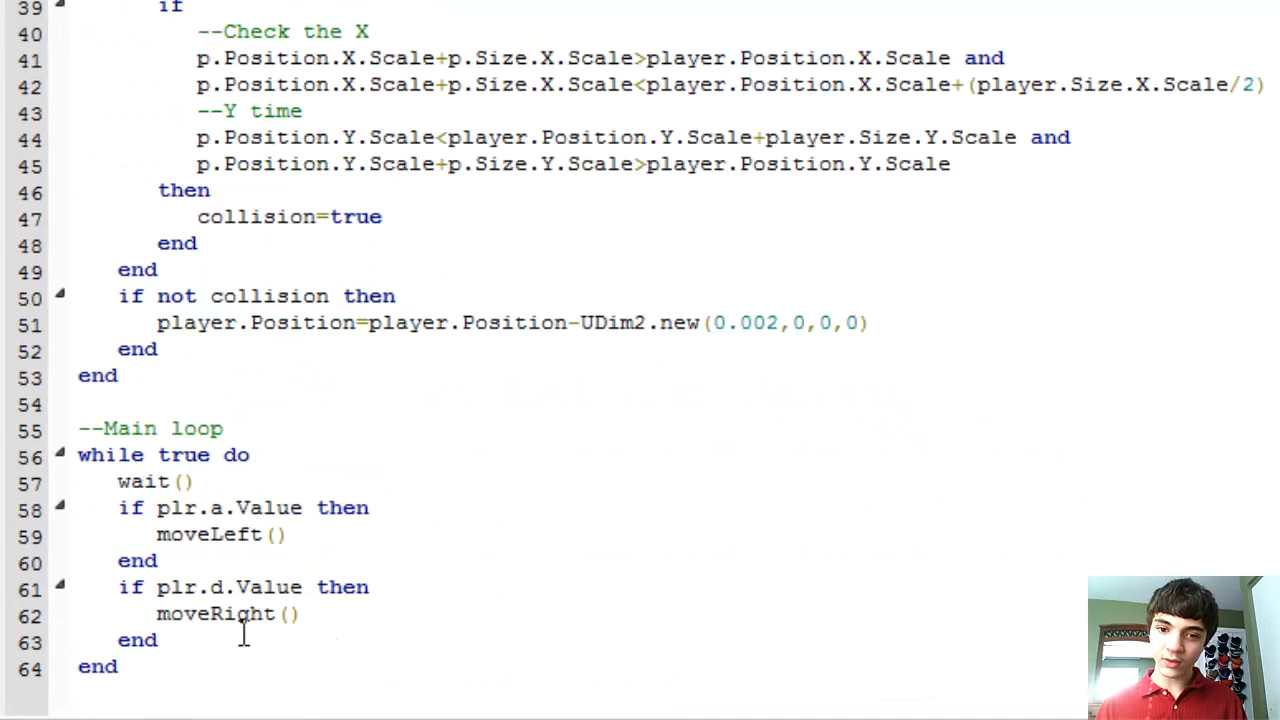 39 if
40 --Check the X
41 p.Position.X.Scale+p.Size.X.Scale>player.Position.X.Scale and
42 p.Position.X.Scale+p.Size.X.Scale<player.Position.X.Scale+(player.Size.X.Scale/2)
43 --Y time
44 p.Position.Y.Scale<player.Position.Y.Scale+player.Size.Y.Scale and
45 p.Position.Y.Scale+p.Size.Y.Scale>player.Position.Y.Scale
46 then
47 collision=true
48 end
49 end
50 if not collision then
51 player.Position=player.Position-UDim2.new(0.002,0,0,0)
52 end
53 end
54
55 --Main loop
56 while true do
57 wait()
58 if plr.a.Value then
59 moveLeft()
60 end
61 if plr.d.Value then
62 moveRight()
63 end
64 end